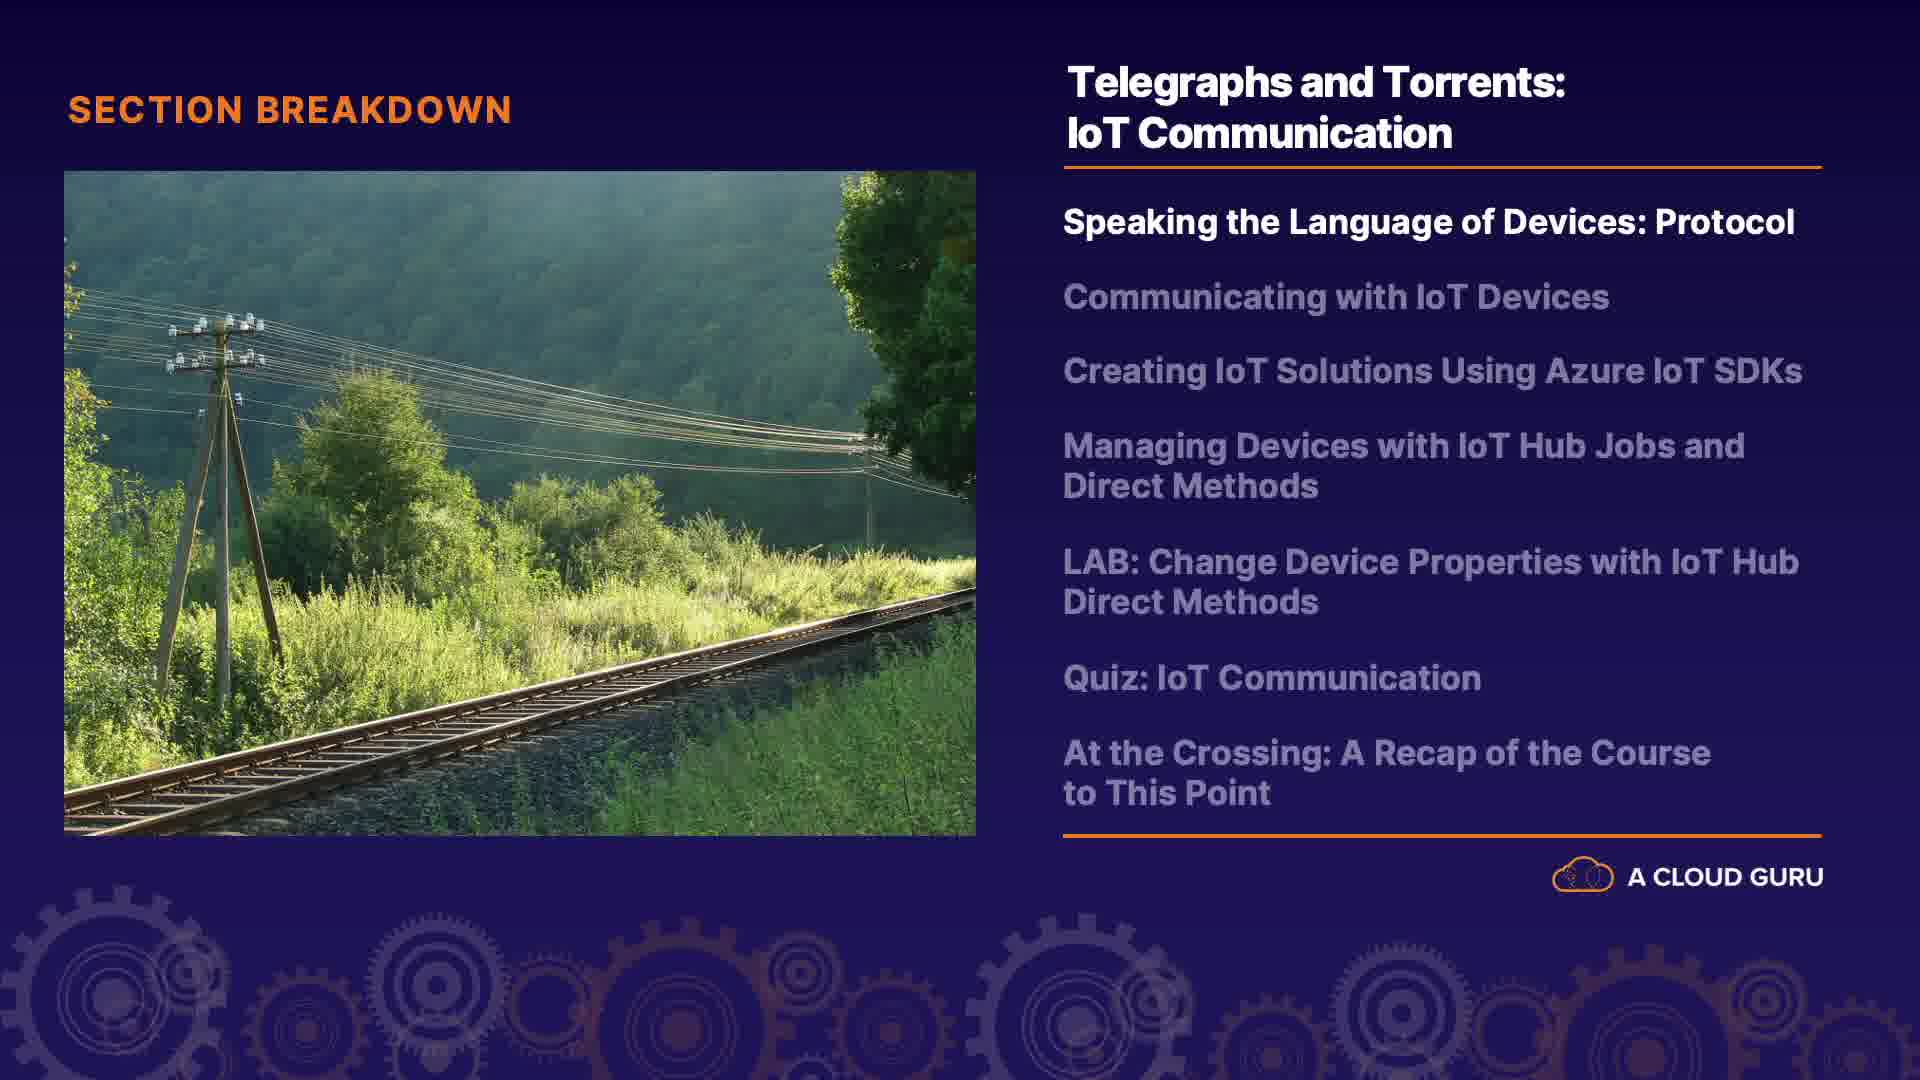 SECTION BREAKDOWN
Telegraphs and Torrents:
IoT Communication
Speaking the Language of Devices: Protocol
Communicating with IoT Devices
Creating IoT Solutions Using Azure IoT SDKs
Managing Devices with IoT Hub Jobs and
Direct Methods
LAB: Change Device Properties with IoT Hub
Direct Methods
Quiz: IoT Communication
At the Crossing: A Recap of the Course
to This Point
A CLOUD GURU